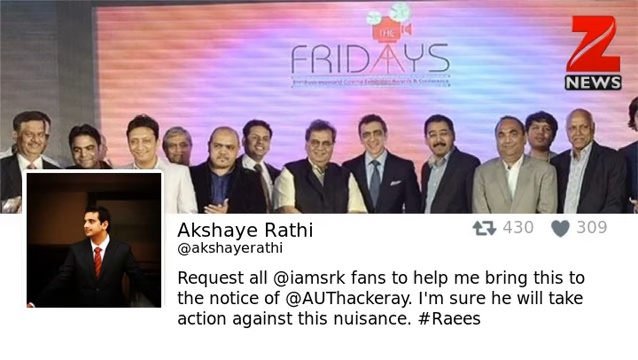 THE
FRIDAYS
Z
NEWS
Akshaye Rathi
430
309
@akshayerathi
Request all @iamsrk fans to help me bring this to
the notice of @AUThackeray. I'm sure he will take
action against this nuisance. #Raees